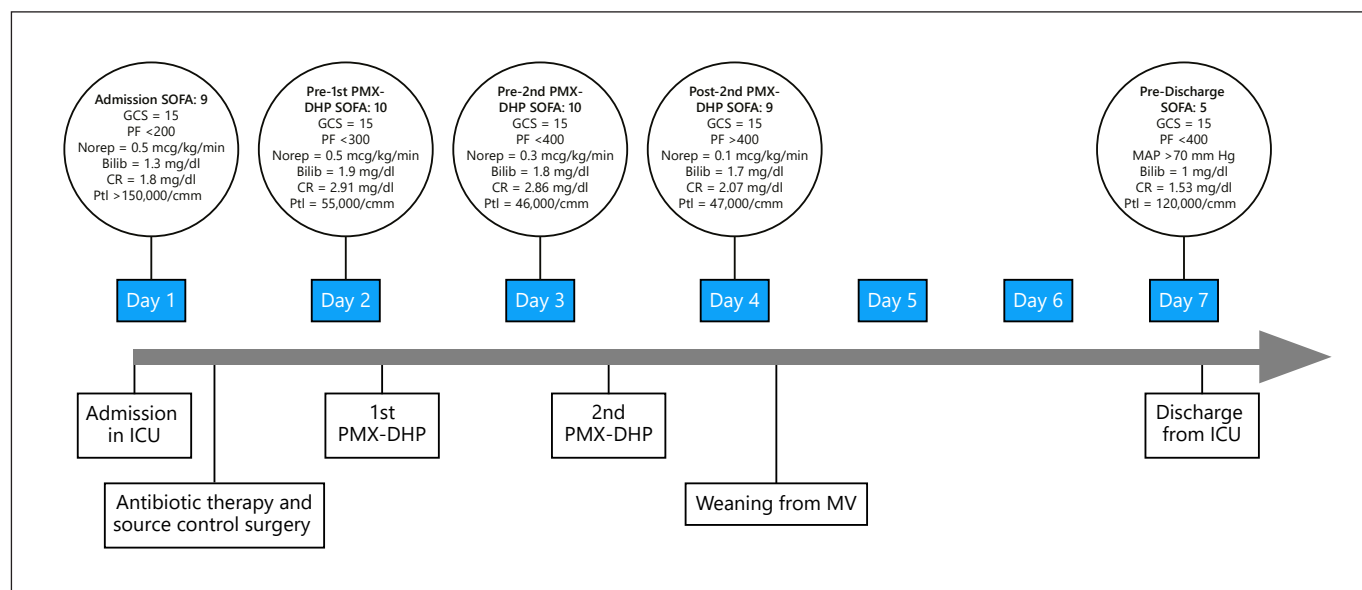 Admission SOFA: 9
GCS = 15
PF <200
Norep = 0.5 mcg/kg/min
Bilib = 1.3 mg/dl
CR = 1.8 mg/dl
Ptl >150,000/cmm
Pre-1st PMX-
DHP SOFA: 10
GCS = 15
PF <300
Norep = 0.5 mcg/kg/min
Bilib = 1.9 mg/dl
CR = 2.91 mg/dl
Ptl = 55,000/cmm
Pre-2nd PMX-
DHP SOFA: 10
GCS = 15
PF <400
Norep = 0.3 mcg/kg/min
Bilib = 1.8 mg/dl
CR = 2.86 mg/dl
Ptl = 46,000/cmm
Post-2nd PMX-
DHP SOFA: 9
GCS = 15
PF >400
Norep = 0.1 mcg/kg/min
Bilib = 1.7 mg/dl
CR = 2.07 mg/dl
Ptl = 47,000/cmm
Pre-Discharge
SOFA: 5
GCS = 15
PF <400
MAP >70 mm Hg
Bilib = 1 mg/dl
CR = 1.53 mg/dl
Ptl = 120,000/cmm
Day 1
Day 2
Day 3
Day 4
Day 5
Day 6
Day 7
Admission
in ICU
1st
PMX-DHP
2nd
PMX-DHP
Discharge
from ICU
Antibiotic therapy and
source control surgery
Weaning from MV